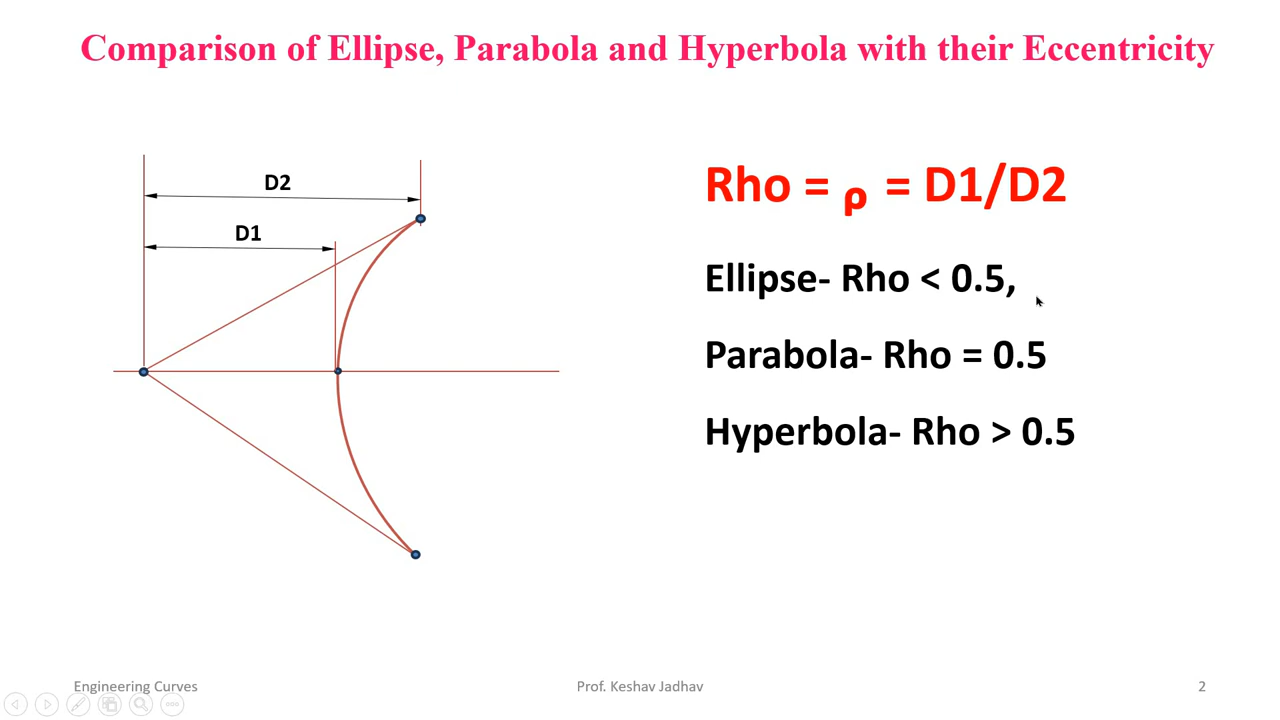 Comparison of Ellipse, Parabola and Hyperbola with their Eccentricity
D2
D1
Rho = ρ = D1/D2
Ellipse- Rho < 0.5,
Parabola- Rho = 0.5
Hyperbola- Rho > 0.5
Engineering Curves
Prof. Keshav Jadhav
2